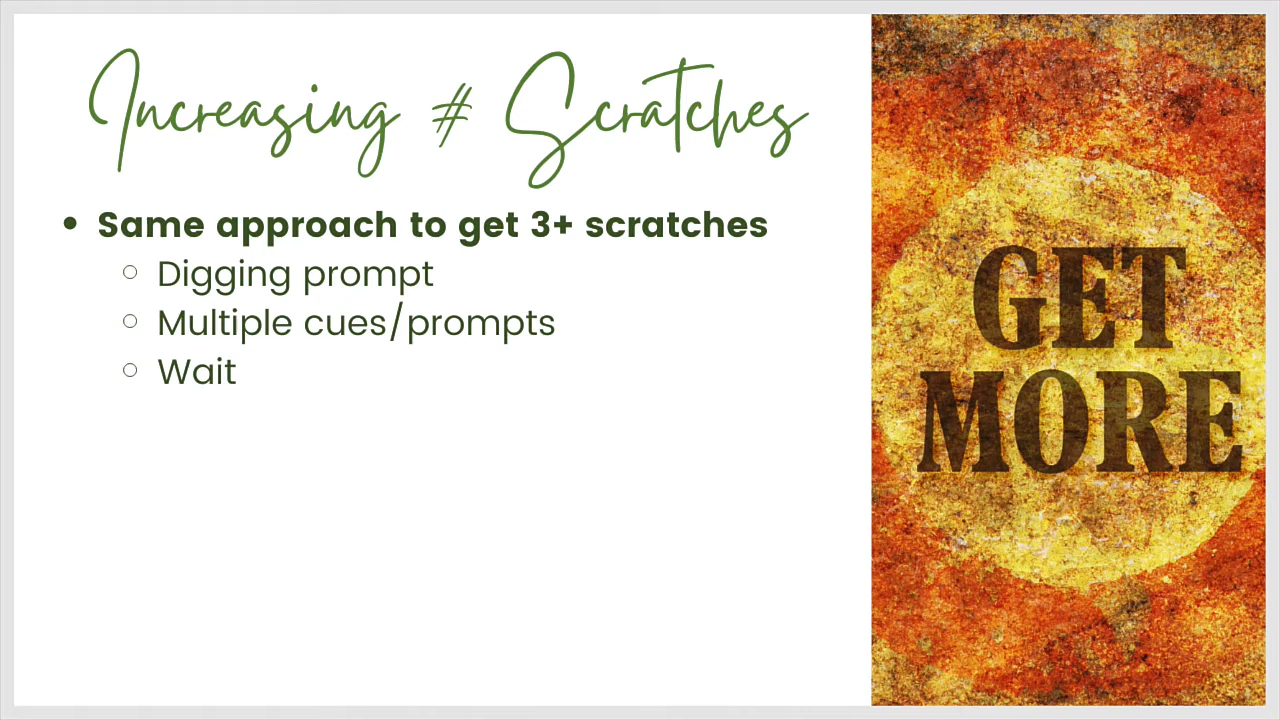 Increasing # Scratches
• Same approach to get 3+ scratches
○ Digging prompt
○ Multiple cues/prompts
○ Wait
GET
MORE